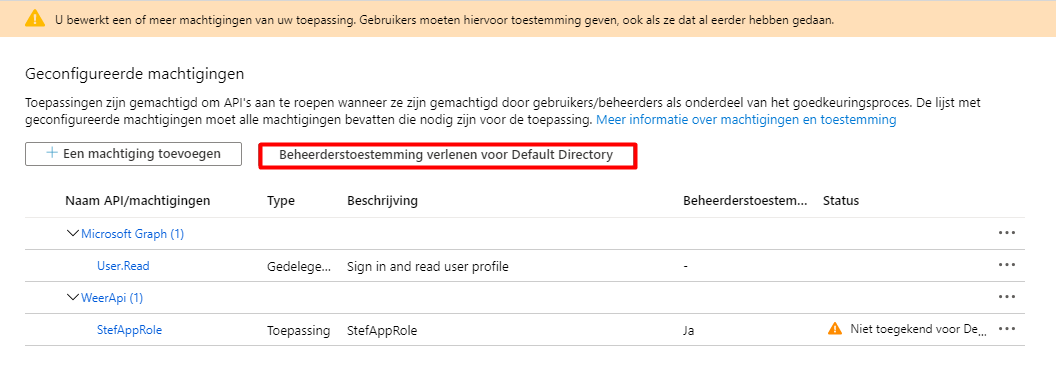 U bewerkt een of meer machtigingen van uw toepassing. Gebruikers moeten hiervoor toestemming geven, ook als ze dat al eerder hebben gedaan.
Geconfigureerde machtigingen
Toepassingen zijn gemachtigd om API's aan te roepen wanneer ze zijn gemachtigd door gebruikers/beheerders als onderdeel van het goedkeuringsproces. De lijst met
geconfigureerde machtigingen moet alle machtigingen bevatten die nodig zijn voor de toepassing. Meer informatie over machtigingen en toestemming
+ Een machtiging toevoegen Beheerderstoestemming verlenen voor Default Directory
Naam API/machtigingen Type Beschrijving Beheerderstoestem... Status
Microsoft Graph (1) ...
User.Read Gedelege... Sign in and read user profile - ...
WeerApi (1) ...
StefAppRole Toepassing StefAppRole Ja Niet toegekend voor De... ...